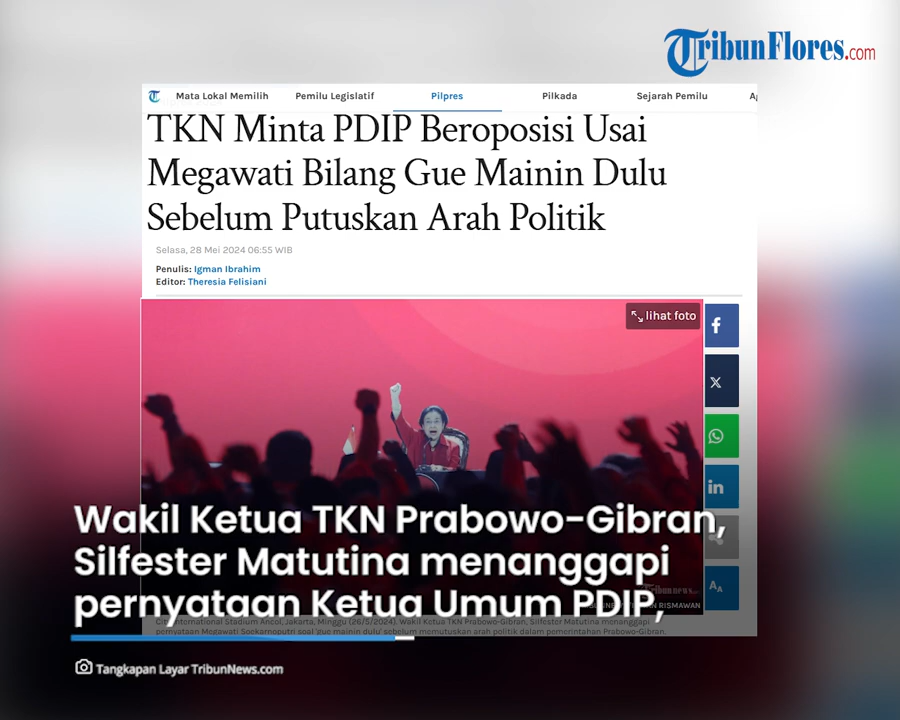 TribunFlores.com
Mata Lokal Memilih Pemilu Legislatif Pilpres Pilkada Sejarah Pemilu
TKN Minta PDIP Beroposisi Usai
Megawati Bilang Gue Mainin Dulu
Sebelum Putuskan Arah Politik
Selasa, 28 Mei 2024 06:55 WIB
Penulis: Igman Ibrahim
Editor: Theresia Felisiani
lihat foto
Wakil Ketua TKN Prabowo-Gibran,
Silfester Matutina menanggapi
pernyataan Ketua Umum PDIP,
RISMAWAN
International Stadium Ancol, Jakarta, Minggu (26/5/2024). Wakil Ketua TKN Prabowo-Gibran, Silfester Matutina menanggapi
pernyataan Megawati Soekarnoputri soal 'gue mainin dulu' sebelum memutuskan arah politik dalam pemerintahan Prabowo-Gibran.
Tangkapan Layar TribunNews.com